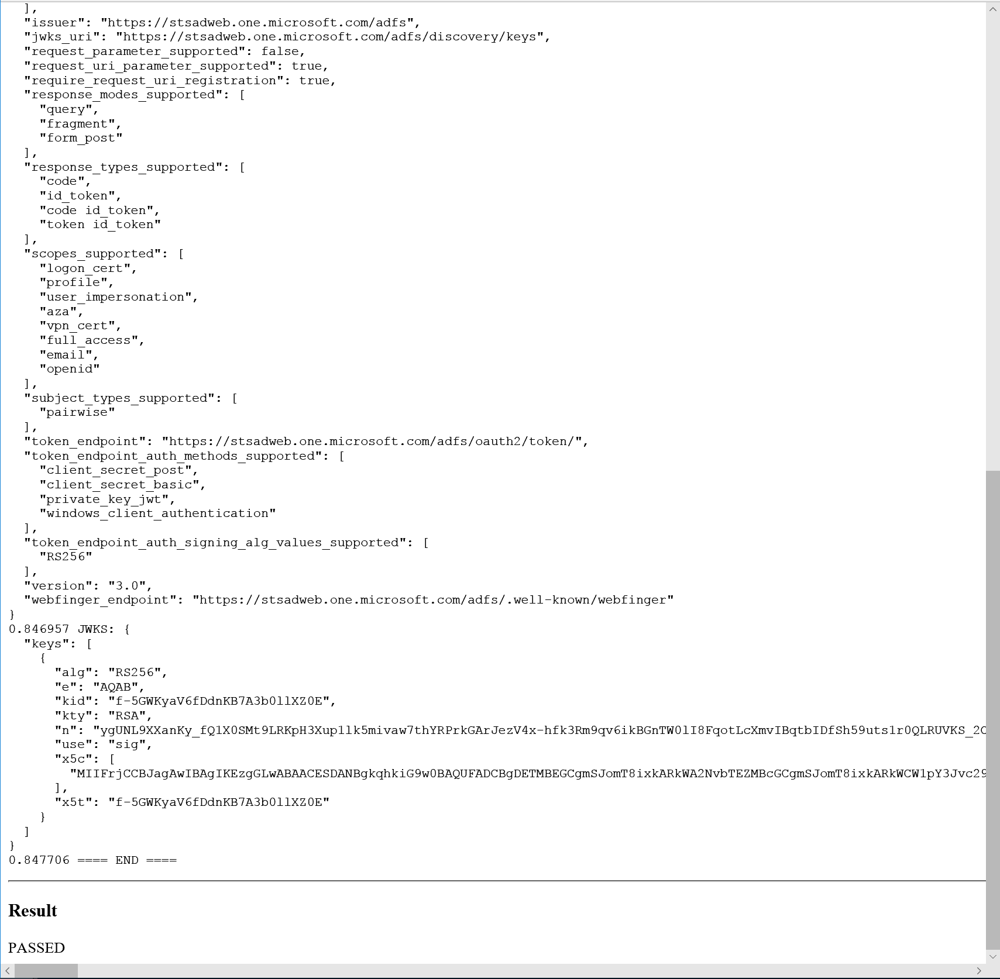 ],
"issuer": "https://stsadweb.one.microsoft.com/adfs",
"jwks_uri": "https://stsadweb.one.microsoft.com/adfs/discovery/keys",
"request_parameter_supported": false,
"request_uri_parameter_supported": true,
"require_request_uri_registration": true,
"response_modes_supported": [
"query",
"fragment",
"form_post"
],
"response_types_supported": [
"code",
"id_token",
"code id_token",
"token id_token"
],
"scopes_supported": [
"logon_cert",
"profile",
"user_impersonation",
"aza",
"vpn_cert",
"full_access",
"email",
"openid"
],
"subject_types_supported": [
"pairwise"
],
"token_endpoint": "https://stsadweb.one.microsoft.com/adfs/oauth2/token/",
"token_endpoint_auth_methods_supported": [
"client_secret_post",
"client_secret_basic",
"private_key_jwt",
"windows_client_authentication"
],
"token_endpoint_auth_signing_alg_values_supported": [
"RS256"
],
"version": "3.0",
"webfinger_endpoint": "https://stsadweb.one.microsoft.com/adfs/.well-known/webfinger"
}
0.846957 JWKS: {
"keys": [
{
"alg": "RS256",
"e": "AQAB",
"kid": "f-5GWKyaV6fDdnKB7A3b0llXZ0E",
"kty": "RSA",
"n": "ygUNL9XXanKy_fQ1X0SMt9LRKpH3Xup1lk5mivaw7thYRPrkGArJezV4x-hfk3Rm9qv6ikBGnTW0lI8FqotLcXmvIBqtbIDfSh59uts1r0QLRUVKS_2C
"use": "sig",
"x5c": [
"MIIFrjCCBJagAwIBAgIKEzgGLwABAACESDANBgkqhkiG9w0BAQUFADCBgDETMBEGCgmSJomT8ixkARkWA2NvbTEZMBcGCgmSJomT8ixkARkWCW1pY3Jvc29
],
"x5t": "f-5GWKyaV6fDdnKB7A3b0llXZ0E"
}
]
}
0.847706 ==== END ====
Result
PASSED